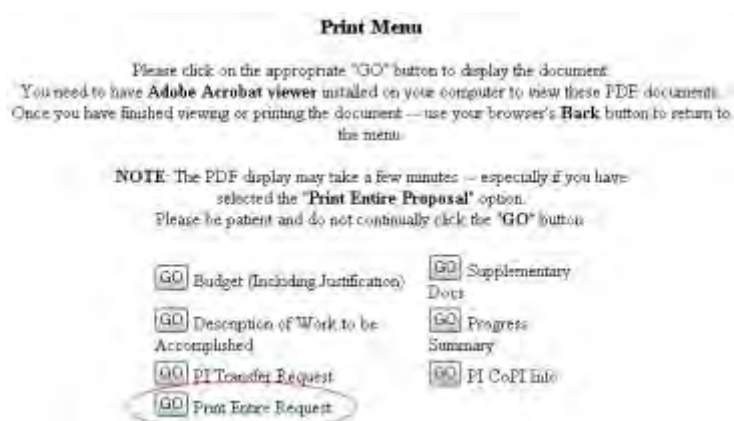 Print Menu
Please click on the appropriate "GO" button to display the document.
You need to have Adobe Acrobat viewer installed on your computer to view these PDF documents.
Once you have finished viewing or printing the document -- use your browser's Back button to return to
the menu.
NOTE: The PDF display may take a few minutes -- especially if you have
selected the "Print Entire Proposal" option.
Please be patient and do not continually click the "GO" button
GO Budget (Including Justification)
GO Supplementary
Docs
GO Description of Work to be
Accomplished
GO Progress
Summary
GO PI Transfer Request
GO PI CoPI Info
GO Print Entire Request